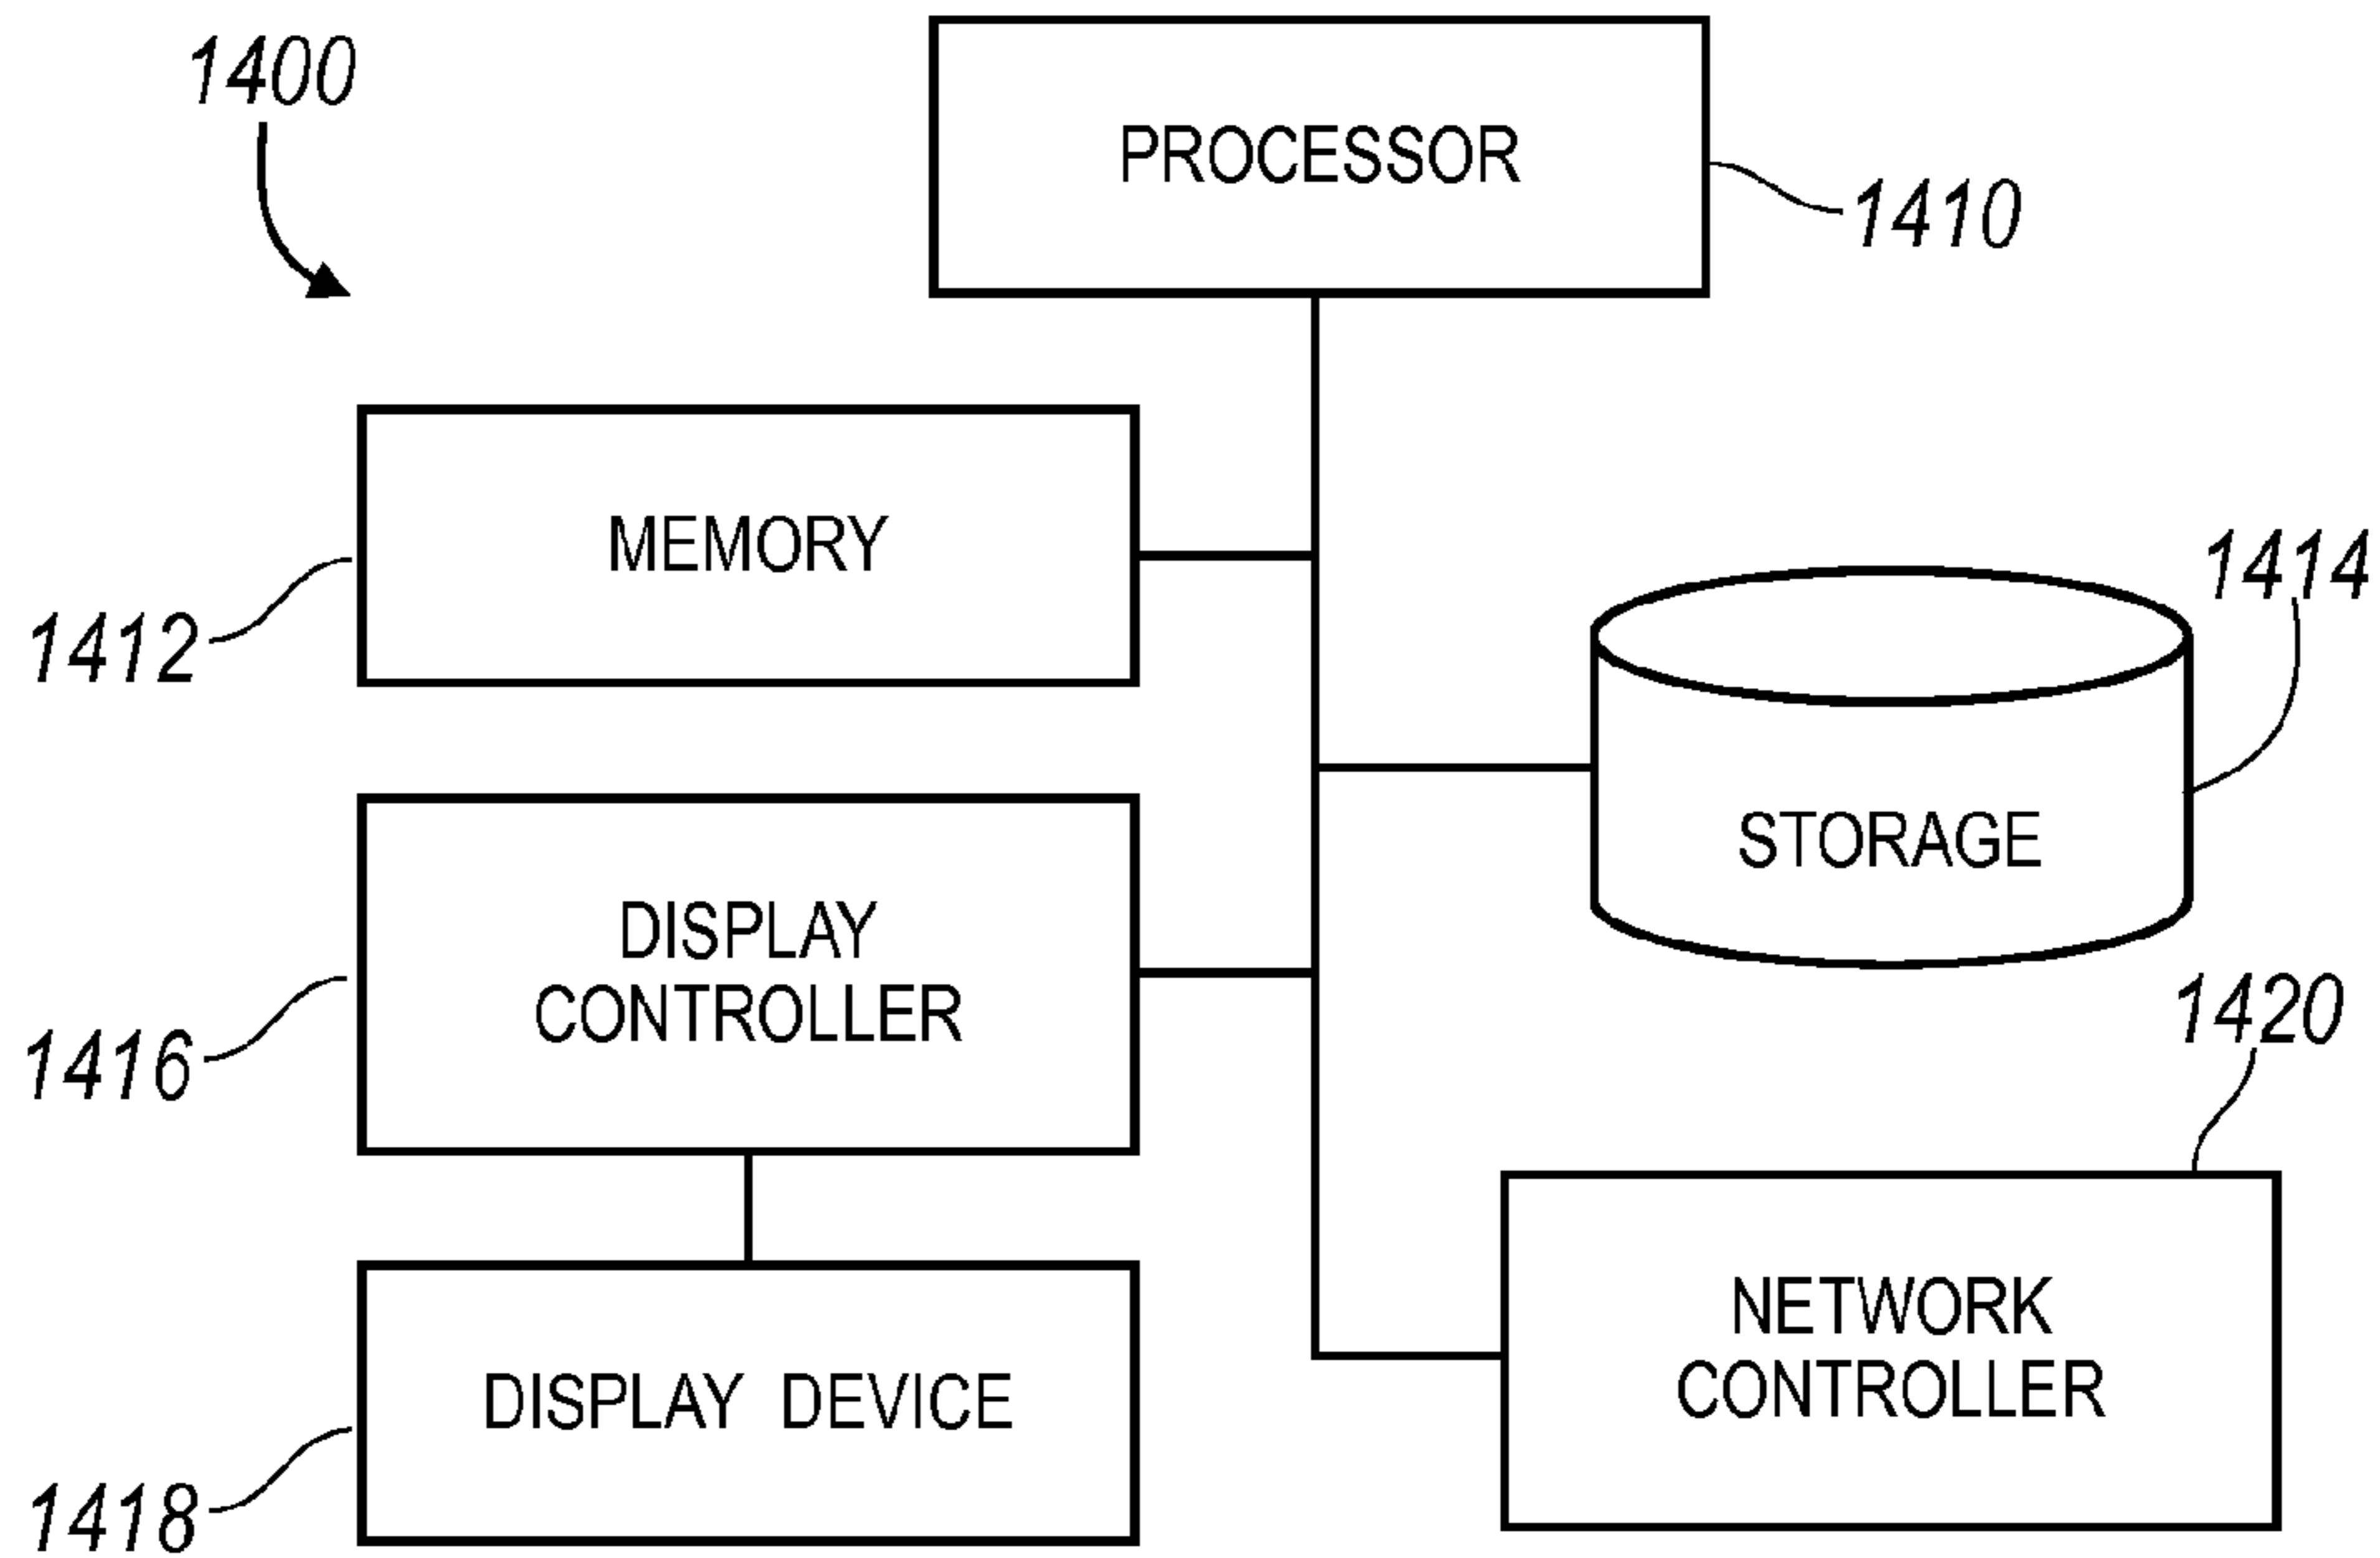 1400
PROCESSOR
1410
MEMORY
1412
1414
STORAGE
DISPLAY
CONTROLLER
1416
1420
NETWORK
CONTROLLER
DISPLAY DEVICE
1418